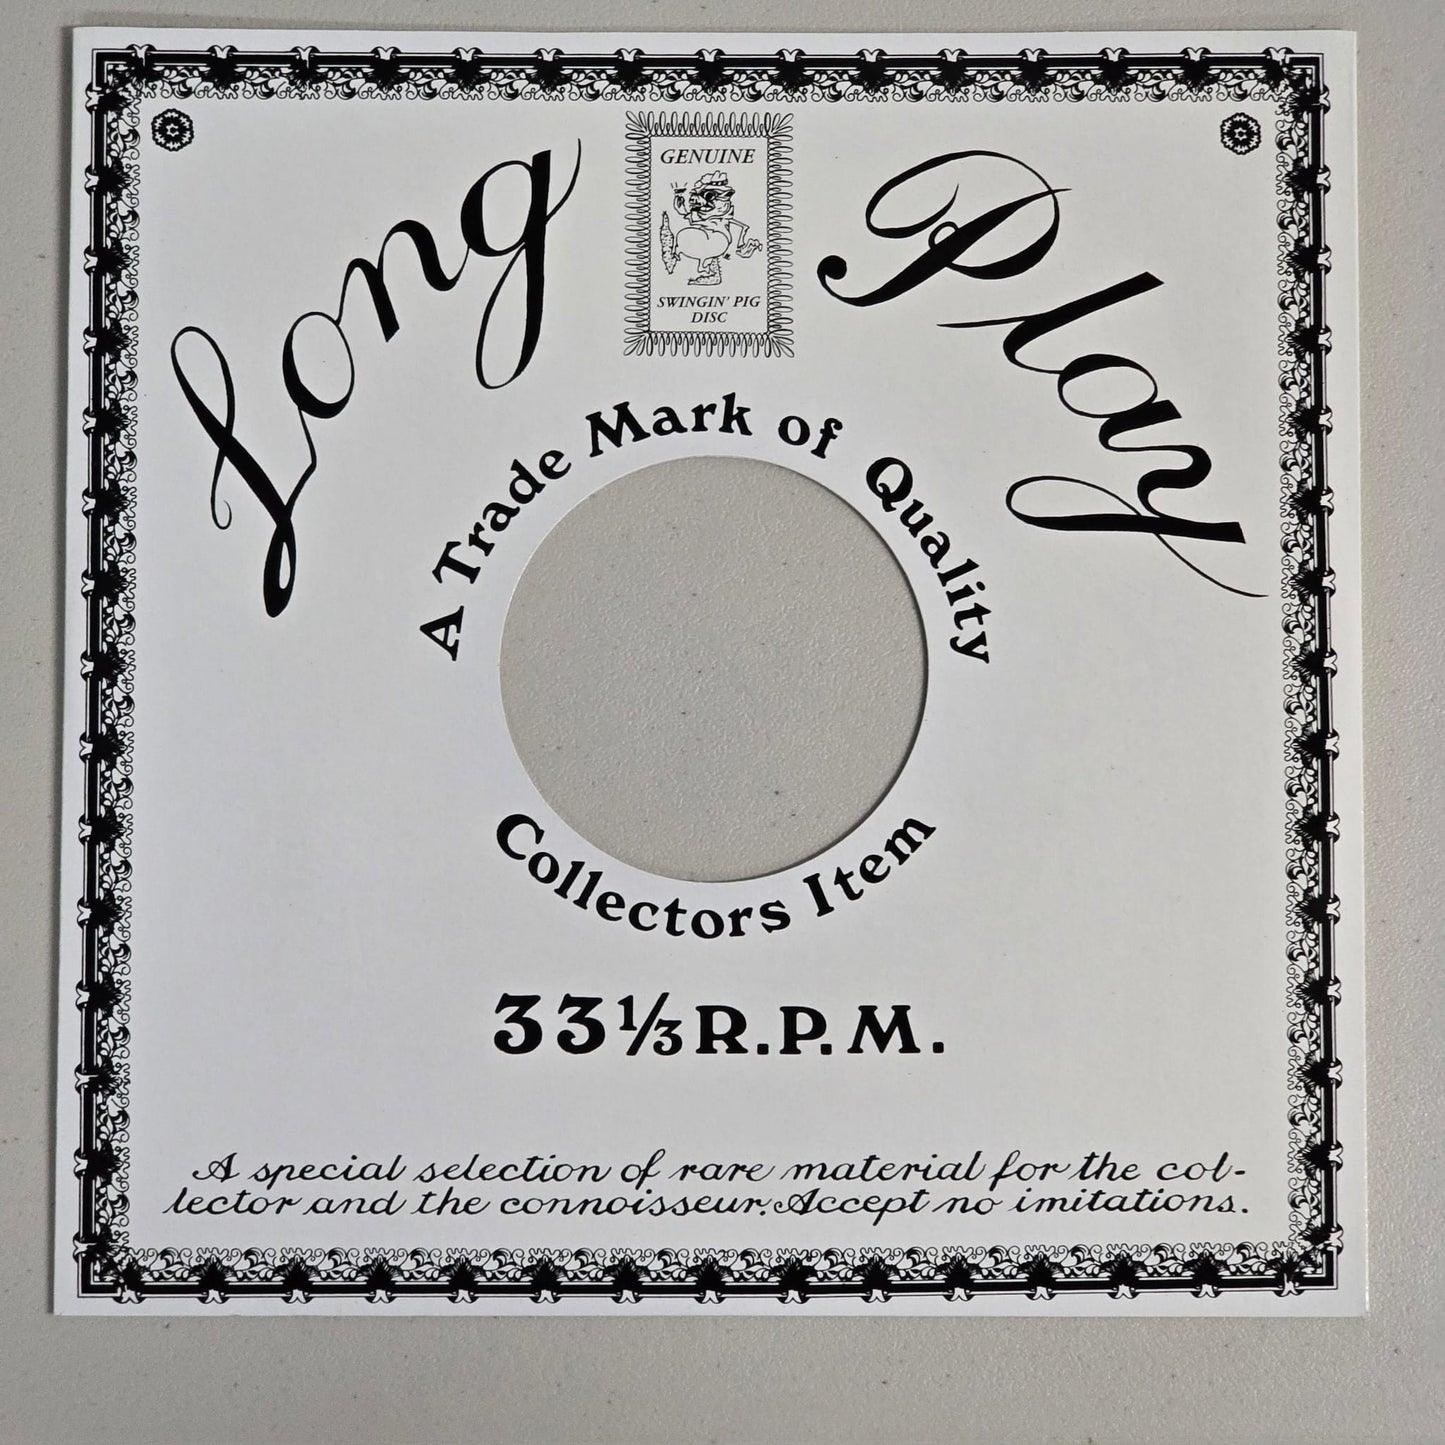 Long Play
GENUINE
SWINGIN' PIG
DISC
A Trade Mark of Quality
Collectors Item
33⅓ R.P.M.
A special selection of rare material for the col-
lector and the connoisseur. Accept no imitations.